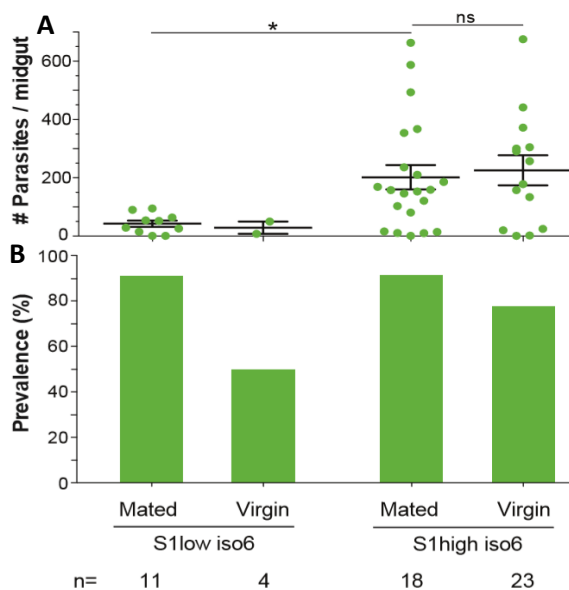 A
*
ns
# Parasites / midgut
600
400
200
0
B
Prevalence (%)
100
80
60
40
20
0
Mated Virgin Mated Virgin
S1low iso6 S1high iso6
n= 11 4 18 23